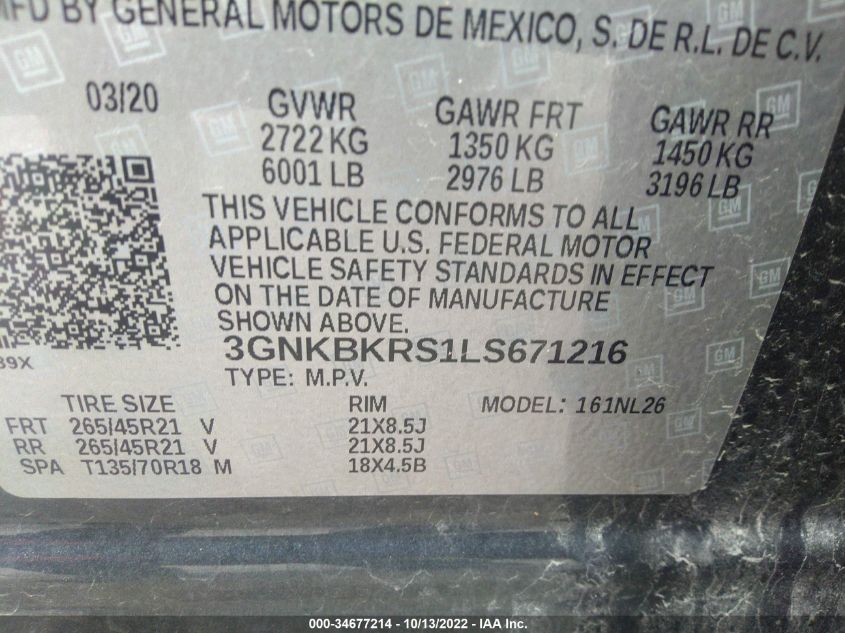 MFD BY GENERAL MOTORS DE MEXICO, S. DE R.L. DE C.V.
03/20 GVWR GAWR FRT GAWR RR
2722 KG 1350 KG 1450 KG
6001 LB 2976 LB 3196 LB
THIS VEHICLE CONFORMS TO ALL
APPLICABLE U.S. FEDERAL MOTOR
VEHICLE SAFETY STANDARDS IN EFFECT
ON THE DATE OF MANUFACTURE
SHOWN ABOVE.
39X 3GNKBKRS1LS671216
TYPE: M.P.V.
TIRE SIZE RIM MODEL: 161NL26
FRT 265/45R21 V 21X8.5J
RR 265/45R21 V 21X8.5J
SPA T135/70R18 M 18X4.5B
000-34677214 - 10/13/2022 - IAA Inc.